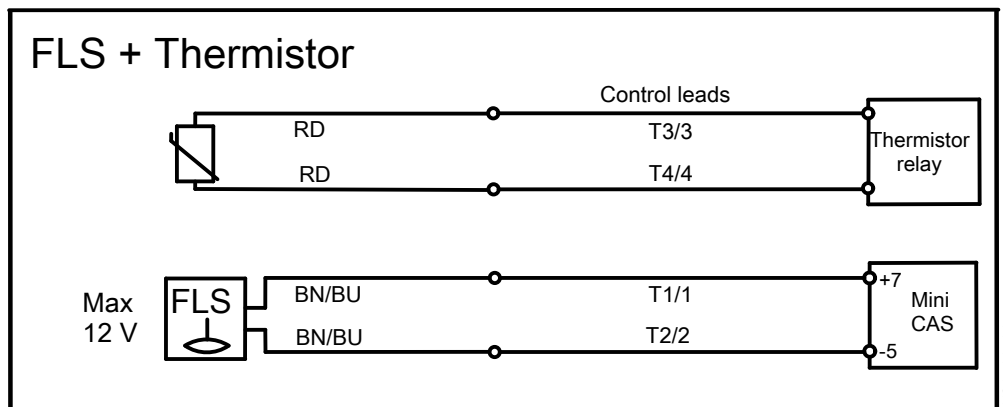 FLS + Thermistor
Control leads
RD
T3/3
Thermistor
relay
RD
T4/4
Max
12 V
FLS
BN/BU
T1/1
+7
Mini
CAS
BN/BU
T2/2
-5